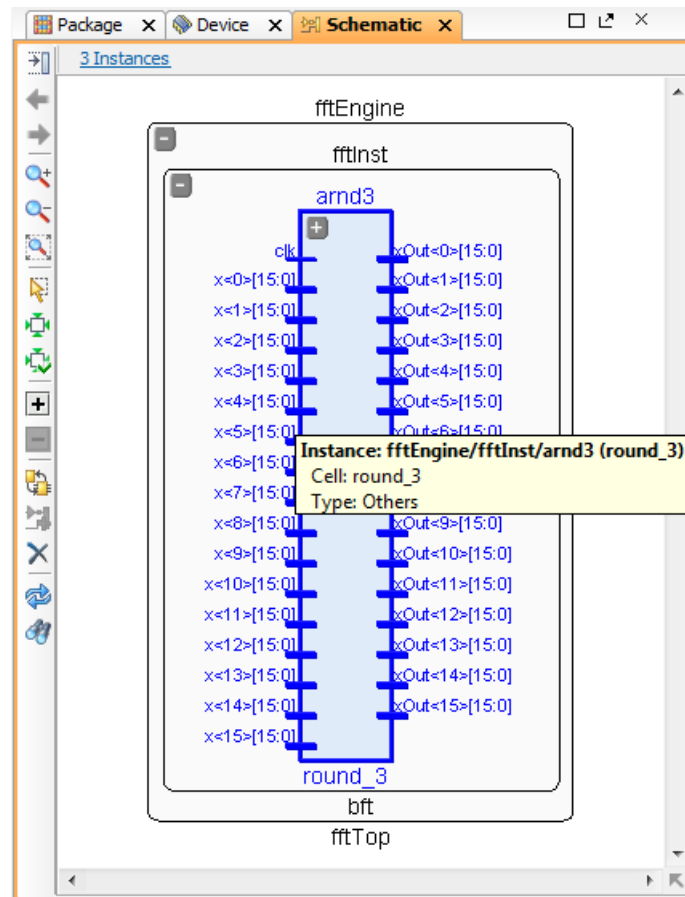 Package
Device
Schematic
3 Instances
fftEngine
fftInst
arnd3
clk
xOut<0>[15:0]
x<0>[15:0]
xOut<1>[15:0]
x<1>[15:0]
xOut<2>[15:0]
x<2>[15:0]
xOut<3>[15:0]
x<3>[15:0]
xOut<4>[15:0]
x<4>[15:0]
xOut<5>[15:0]
x<5>[15:0]
xOut<6>[15:0]
Instance: fftEngine/fftInst/arnd3 (round_3)
x<6>[15:0]
Cell: round_3
x<7>[15:0]
Type: Others
x<8>[15:0]
xOut<9>[15:0]
x<9>[15:0]
xOut<10>[15:0]
x<10>[15:0]
xOut<11>[15:0]
x<11>[15:0]
xOut<12>[15:0]
x<12>[15:0]
xOut<13>[15:0]
x<13>[15:0]
xOut<14>[15:0]
x<14>[15:0]
xOut<15>[15:0]
x<15>[15:0]
round_3
bft
fftTop